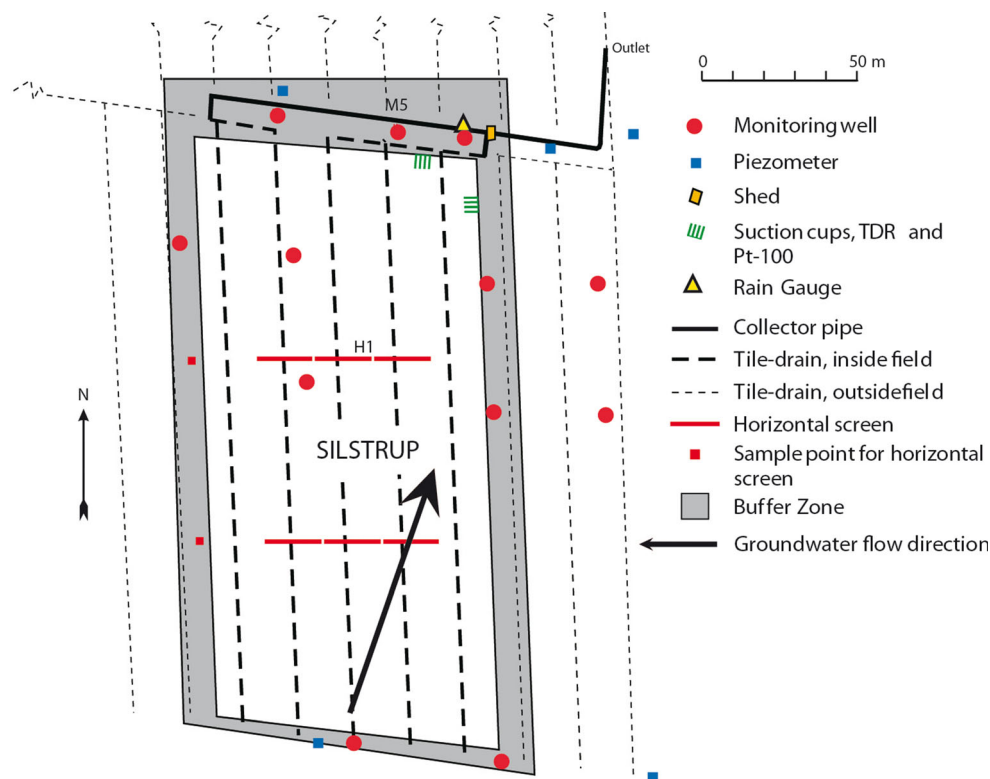 Outlet
0 50 m
M5
Monitoring well
Piezometer
Shed
Suction cups, TDR and
Pt-100
Rain Gauge
H1
Collector pipe
Tile-drain, inside field
N
Tile-drain, outsidefield
Horizontal screen
SILSTRUP
Sample point for horizontal
screen
Buffer Zone
Groundwater flow direction